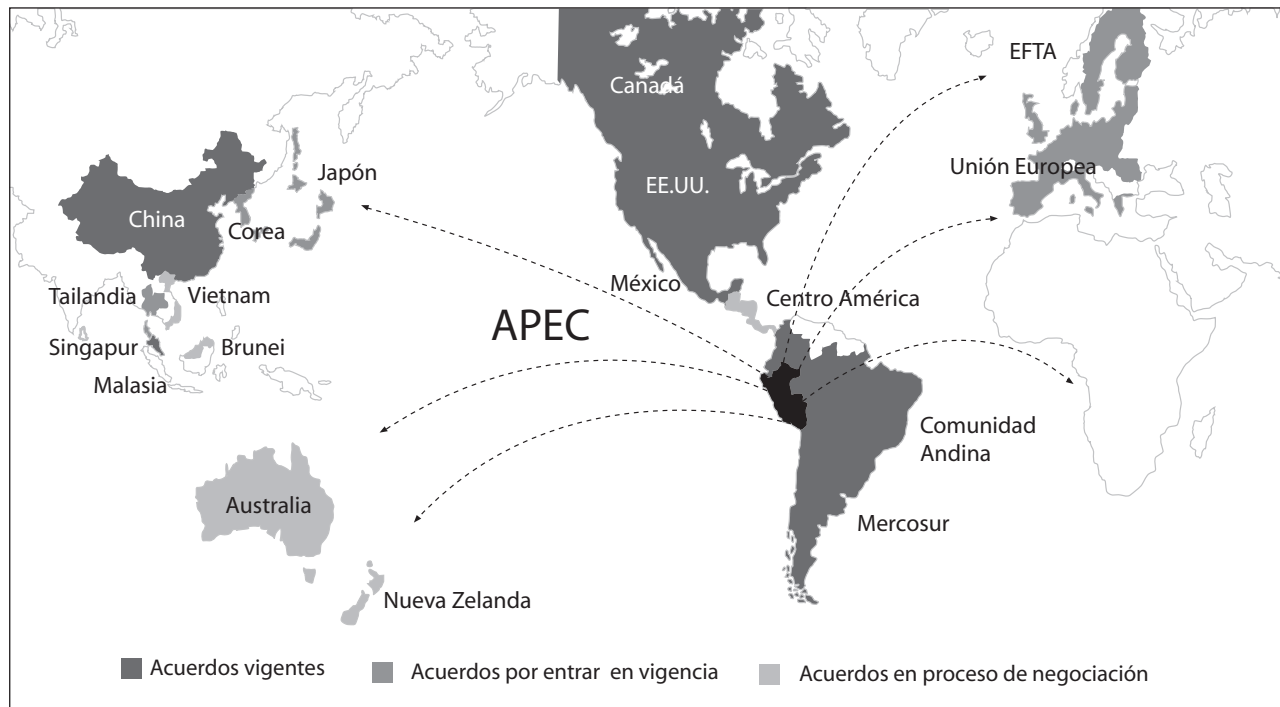 EFTA
Canadá
Unión Europea
Japón
EE.UU.
China
Corea
México
Centro América
Tailandia
Vietnam
APEC
Singapur
Brunei
Malasia
Comunidad
Andina
Australia
Mercosur
Nueva Zelanda
Acuerdos vigentes
Acuerdos por entrar en vigencia
Acuerdos en proceso de negociación